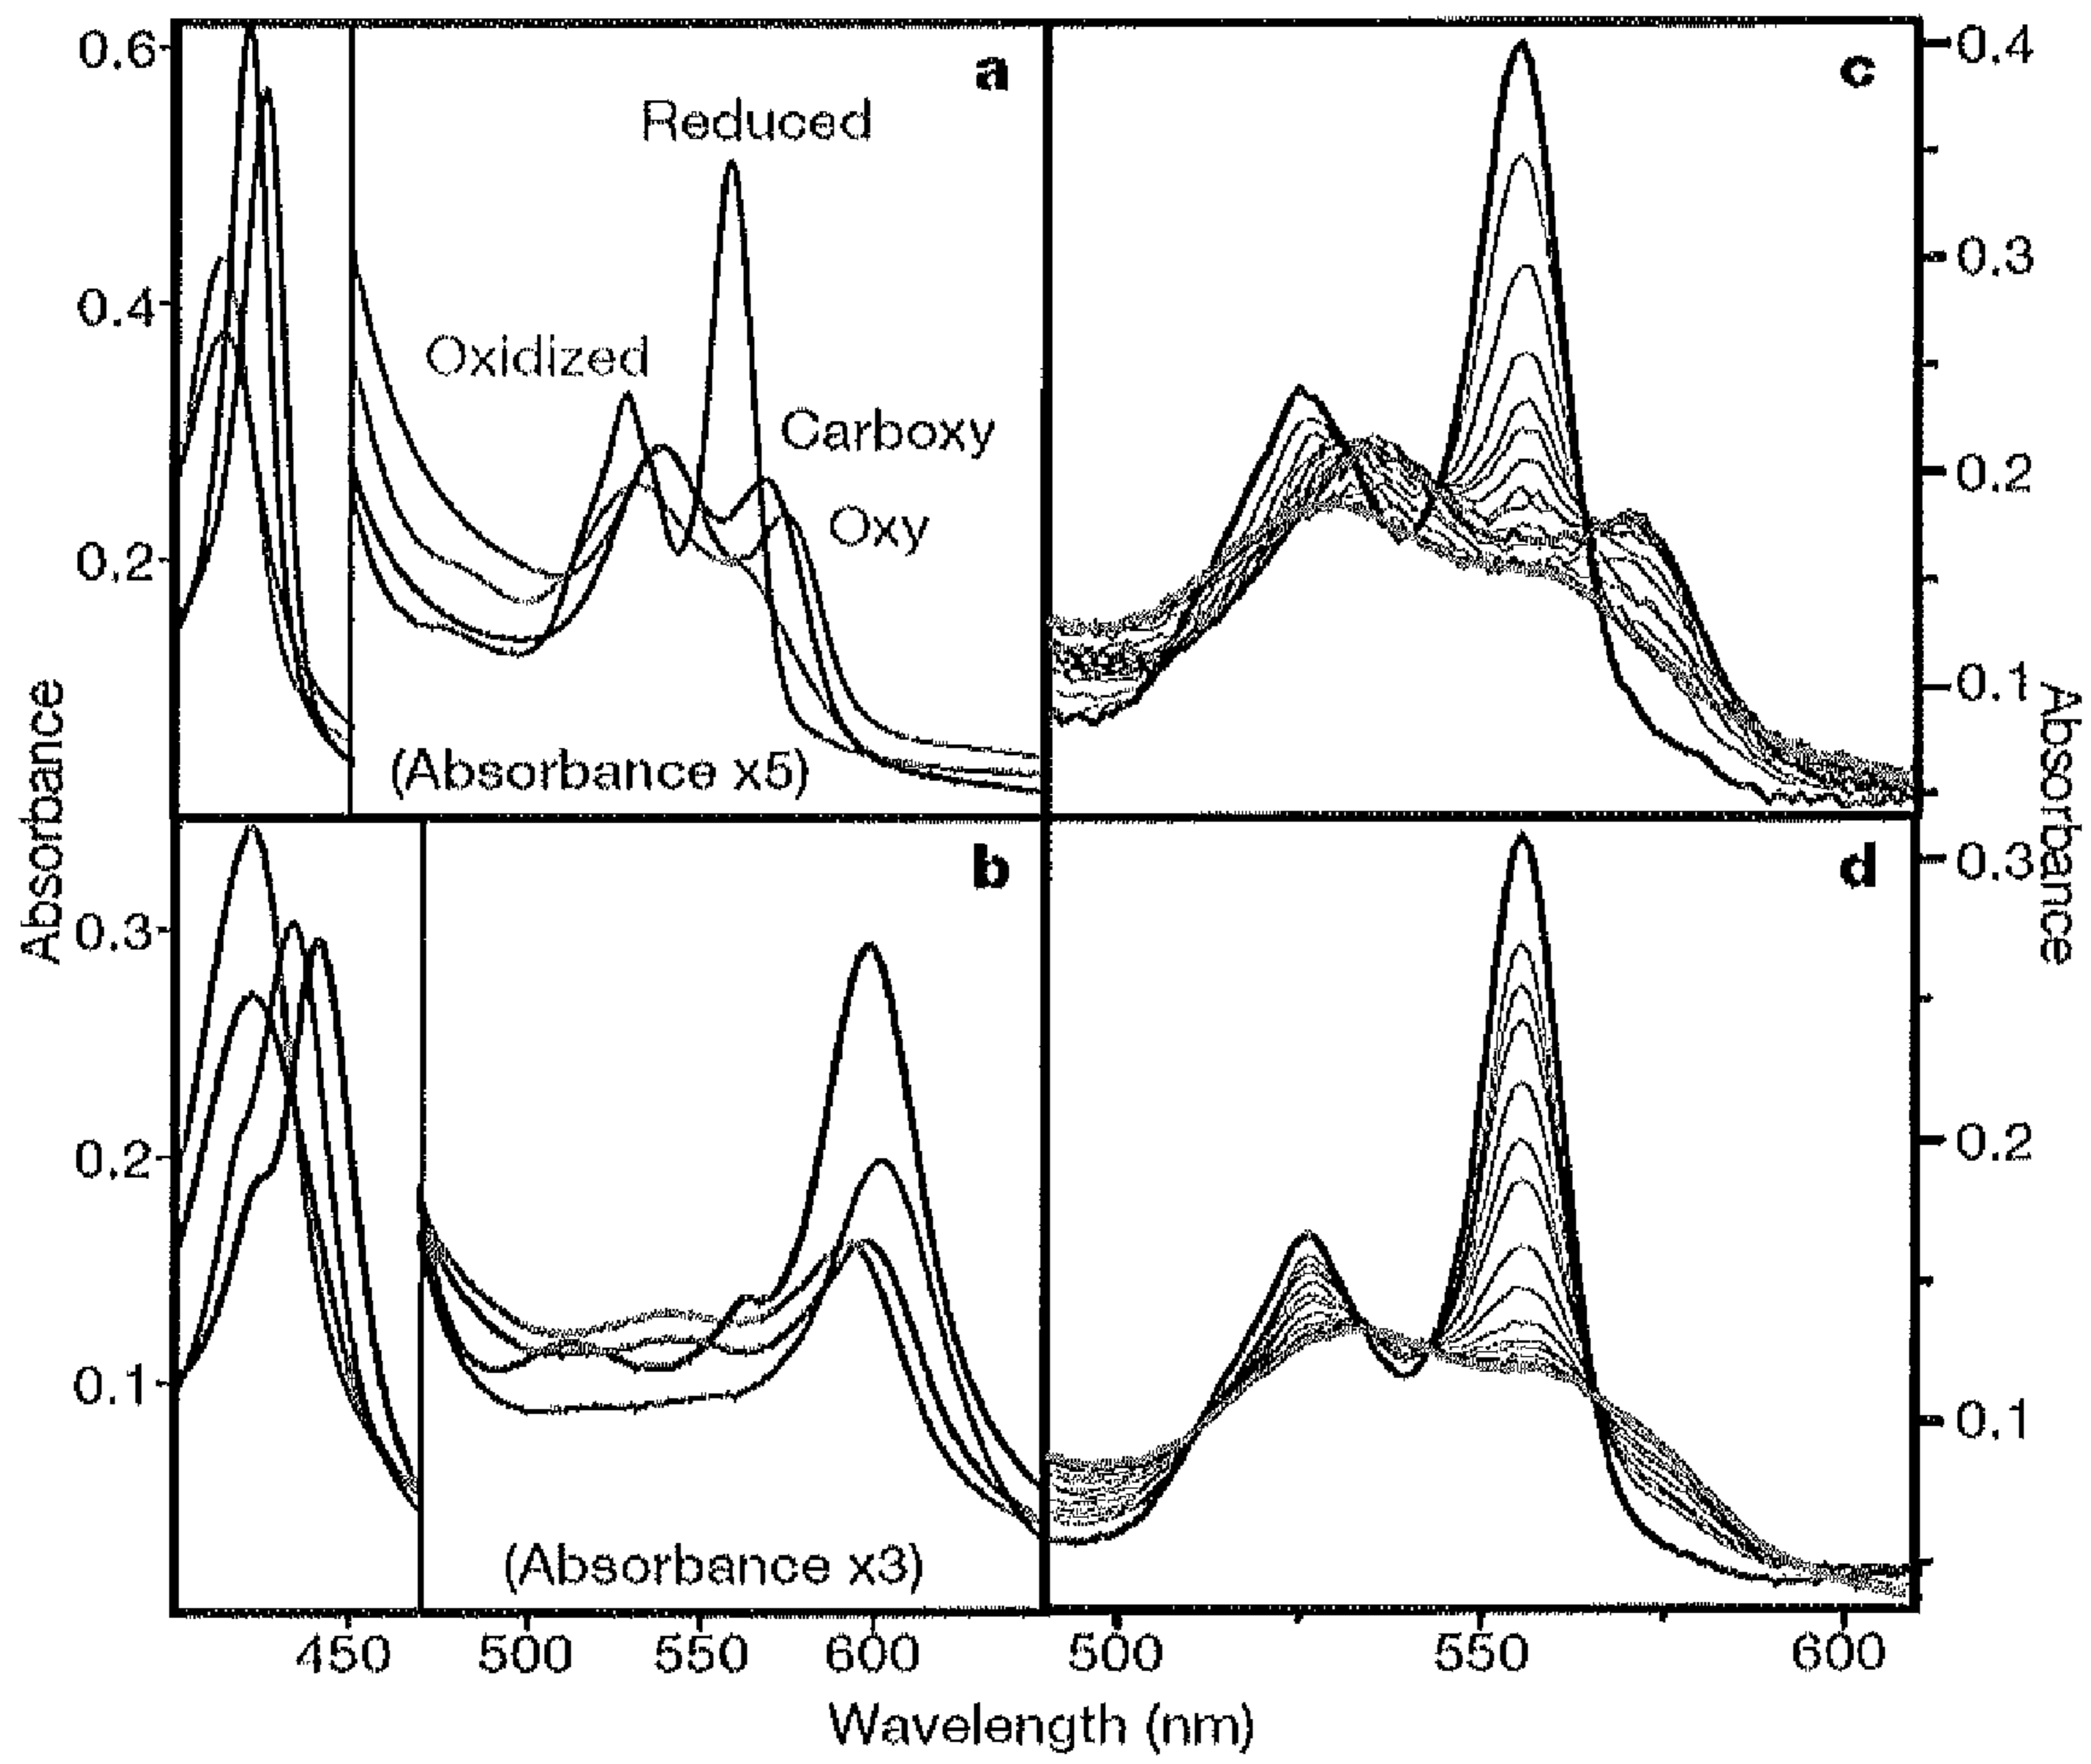 a
c
Reduced
Oxidized
Carboxy
Oxy
(Absorbance x5)
0.6
0.4
0.2
0.4
0.3
0.2
0.1
Absorbance
Absorbance
b
d
(Absorbance x3)
0.3
0.2
0.1
0.3
0.2
0.1
450 500 550 600 500 550 600
Wavelength (nm)